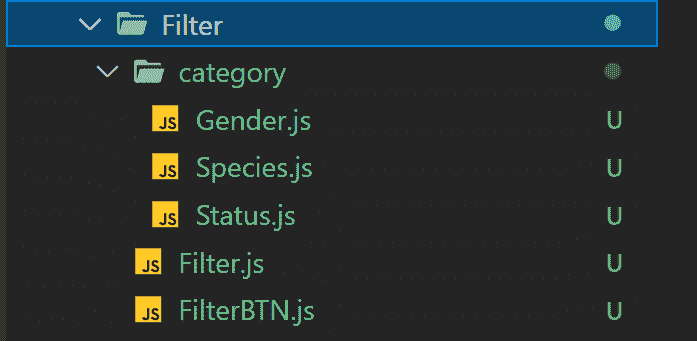 Filter
category
JS Gender.js U
JS Species.js U
JS Status.js U
JS Filter.js U
JS FilterBTN.js U